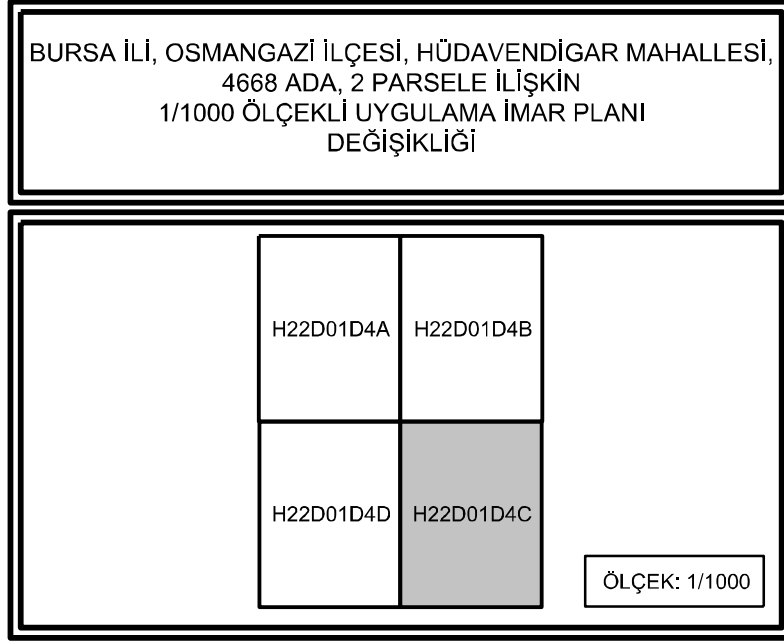 BURSA İLİ, OSMANGAZİ İLÇESİ, HÜDAVENDİGAR MAHALLESİ,
4668 ADA, 2 PARSELE İLİŞKİN
1/1000 ÖLÇEKLİ UYGULAMA İMAR PLANI
DEĞİŞİKLİĞİ
H22D01D4A
H22D01D4B
H22D01D4D
H22D01D4C
ÖLÇEK: 1/1000